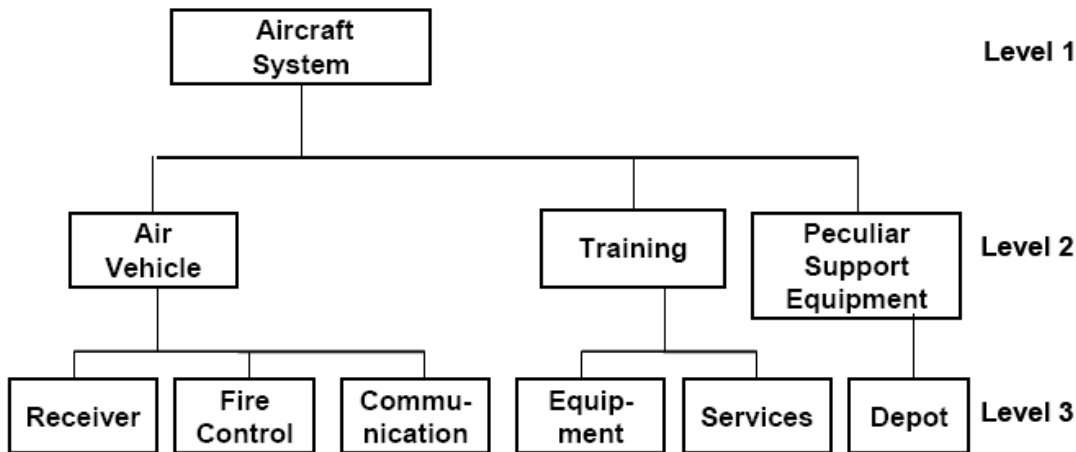 Aircraft
System
Level 1
Air
Vehicle
Training
Peculiar
Support
Equipment
Level 2
Receiver
Fire
Control
Commu-
nication
Equip-
ment
Services
Depot
Level 3